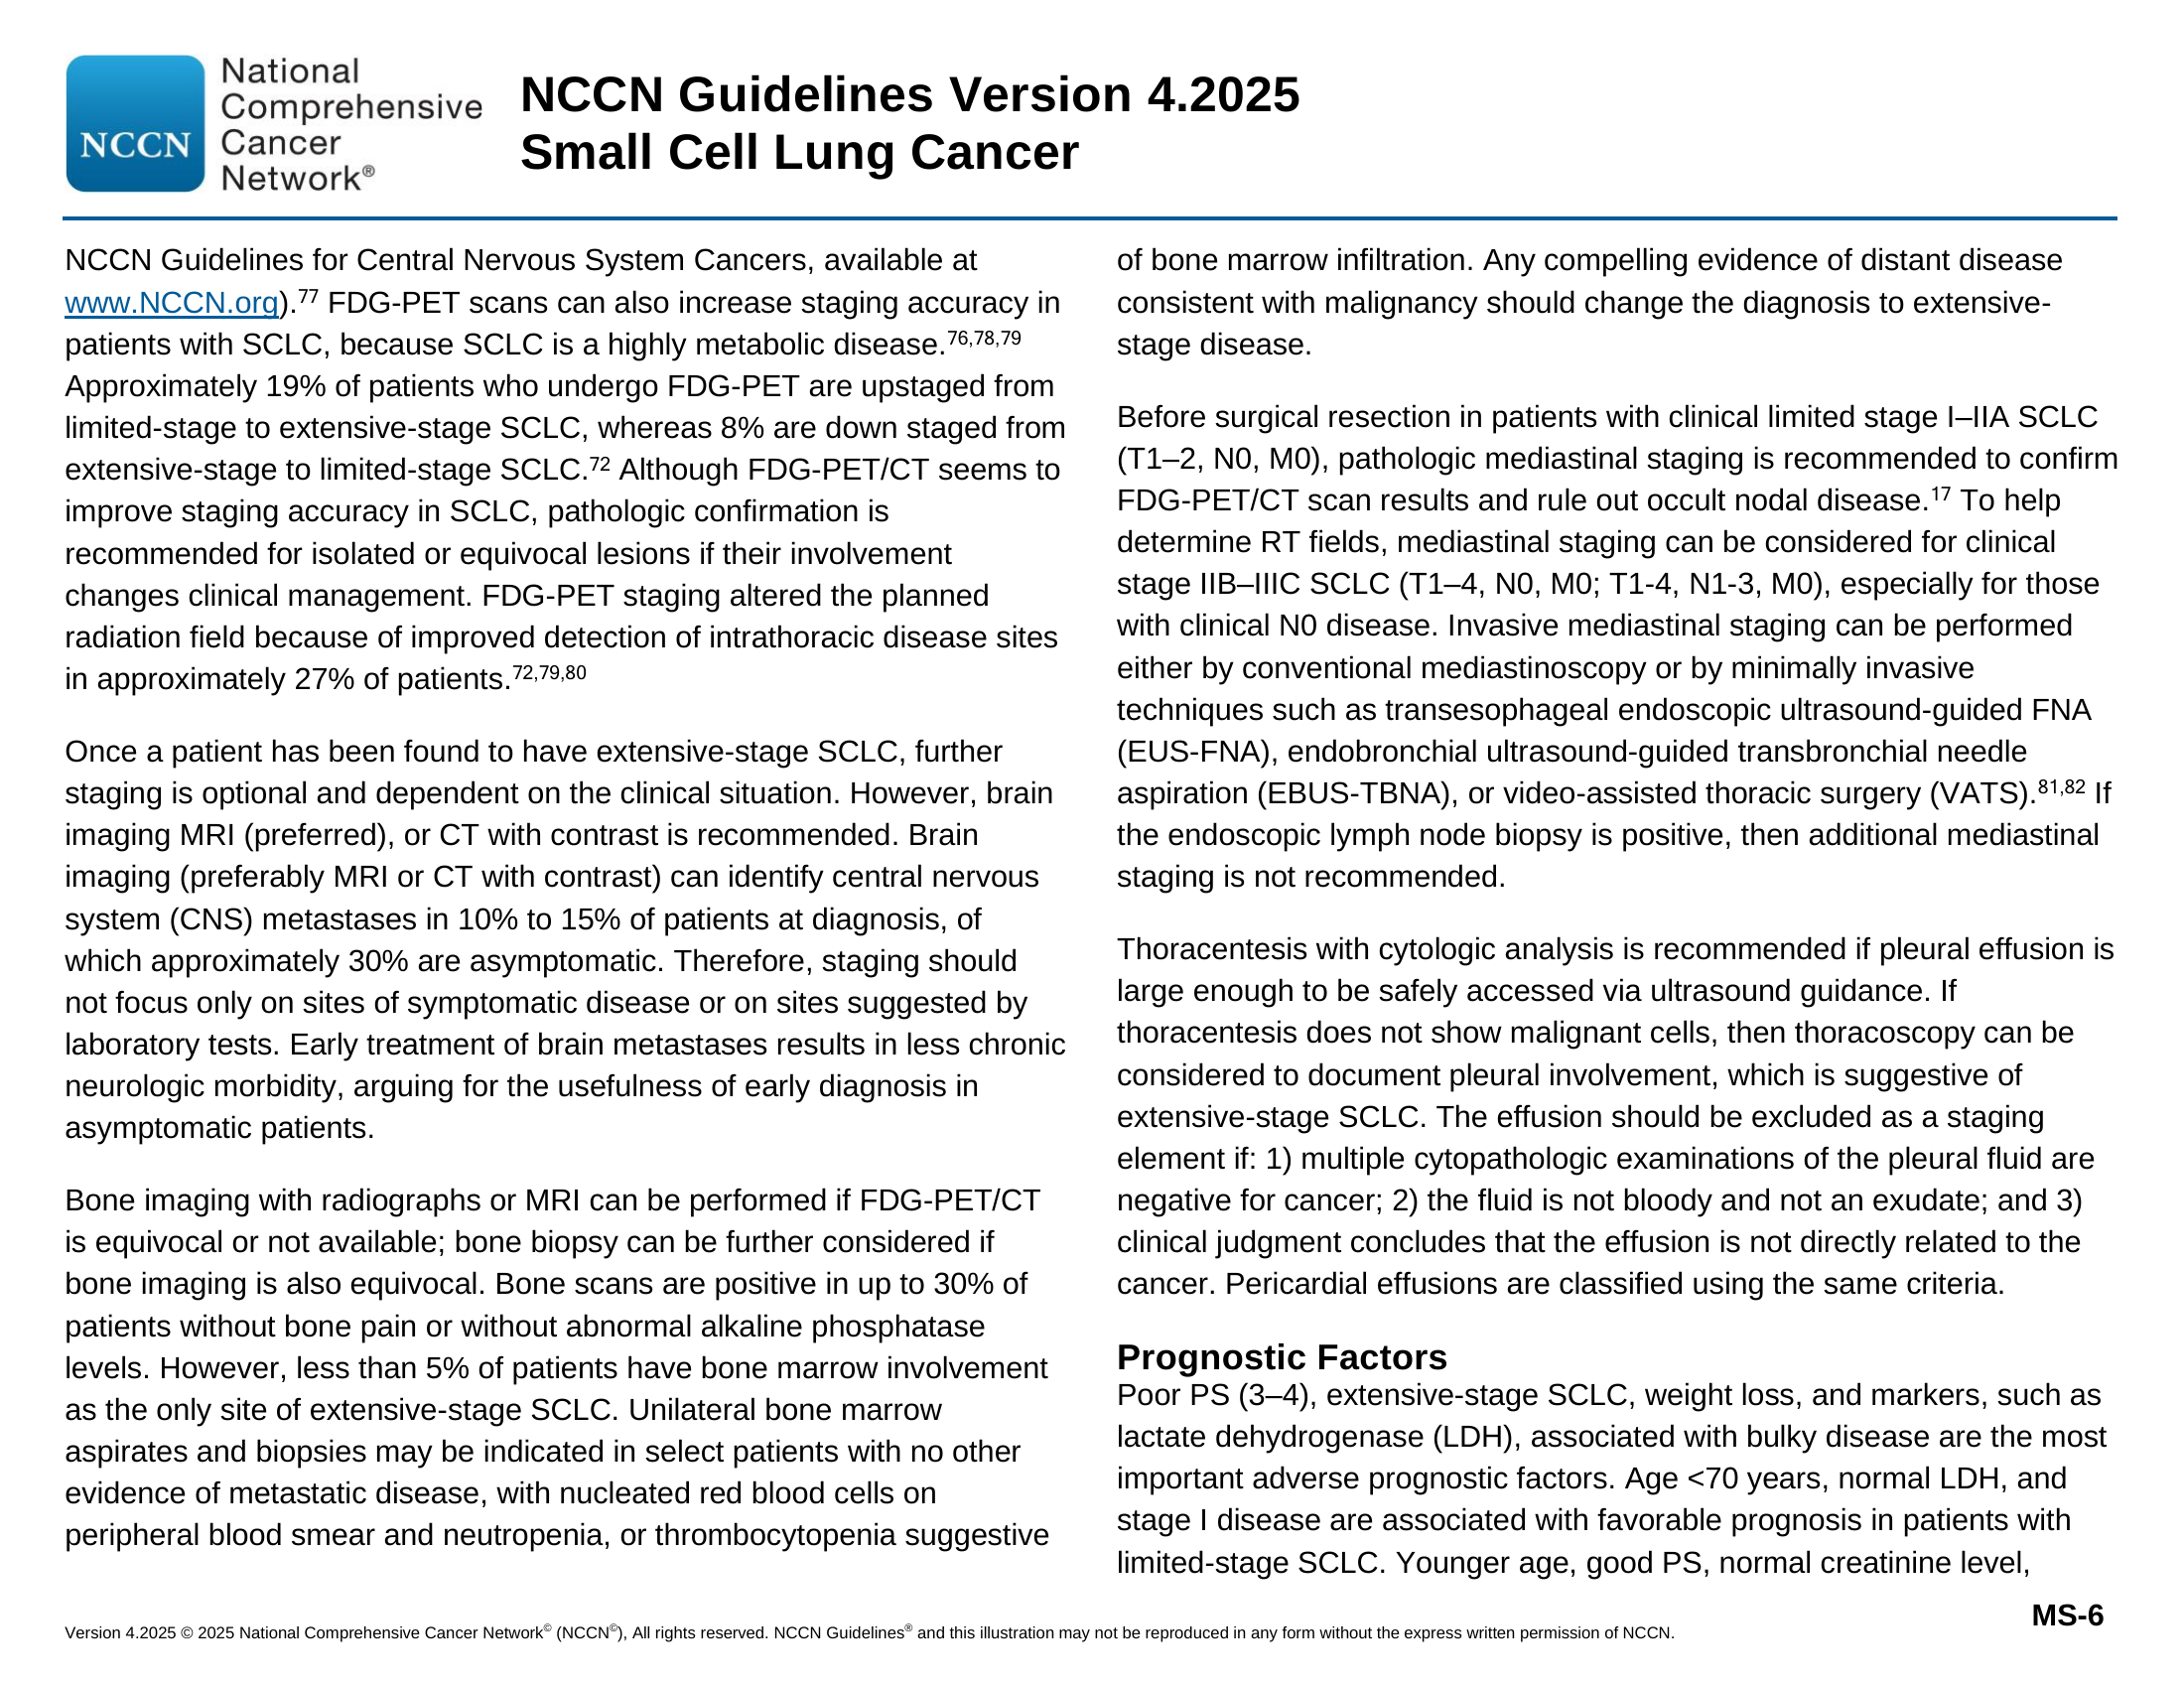 NCCN
National
Comprehensive
Cancer
Network®
NCCN Guidelines Version 4.2025
Small Cell Lung Cancer
NCCN Guidelines for Central Nervous System Cancers, available at
www.NCCN.org).77 FDG-PET scans can also increase staging accuracy in
patients with SCLC, because SCLC is a highly metabolic disease.76,78,79
Approximately 19% of patients who undergo FDG-PET are upstaged from
limited-stage to extensive-stage SCLC, whereas 8% are down staged from
extensive-stage to limited-stage SCLC.72 Although FDG-PET/CT seems to
improve staging accuracy in SCLC, pathologic confirmation is
recommended for isolated or equivocal lesions if their involvement
changes clinical management. FDG-PET staging altered the planned
radiation field because of improved detection of intrathoracic disease sites
in approximately 27% of patients.72,79,80
Once a patient has been found to have extensive-stage SCLC, further
staging is optional and dependent on the clinical situation. However, brain
imaging MRI (preferred), or CT with contrast is recommended. Brain
imaging (preferably MRI or CT with contrast) can identify central nervous
system (CNS) metastases in 10% to 15% of patients at diagnosis, of
which approximately 30% are asymptomatic. Therefore, staging should
not focus only on sites of symptomatic disease or on sites suggested by
laboratory tests. Early treatment of brain metastases results in less chronic
neurologic morbidity, arguing for the usefulness of early diagnosis in
asymptomatic patients.
Bone imaging with radiographs or MRI can be performed if FDG-PET/CT
is equivocal or not available; bone biopsy can be further considered if
bone imaging is also equivocal. Bone scans are positive in up to 30% of
patients without bone pain or without abnormal alkaline phosphatase
levels. However, less than 5% of patients have bone marrow involvement
as the only site of extensive-stage SCLC. Unilateral bone marrow
aspirates and biopsies may be indicated in select patients with no other
evidence of metastatic disease, with nucleated red blood cells on
peripheral blood smear and neutropenia, or thrombocytopenia suggestive
of bone marrow infiltration. Any compelling evidence of distant disease
consistent with malignancy should change the diagnosis to extensive-
stage disease.
Before surgical resection in patients with clinical limited stage I–IIA SCLC
(T1–2, N0, M0), pathologic mediastinal staging is recommended to confirm
FDG-PET/CT scan results and rule out occult nodal disease.17 To help
determine RT fields, mediastinal staging can be considered for clinical
stage IIB–IIIC SCLC (T1–4, N0, M0; T1-4, N1-3, M0), especially for those
with clinical N0 disease. Invasive mediastinal staging can be performed
either by conventional mediastinoscopy or by minimally invasive
techniques such as transesophageal endoscopic ultrasound-guided FNA
(EUS-FNA), endobronchial ultrasound-guided transbronchial needle
aspiration (EBUS-TBNA), or video-assisted thoracic surgery (VATS).81,82 If
the endoscopic lymph node biopsy is positive, then additional mediastinal
staging is not recommended.
Thoracentesis with cytologic analysis is recommended if pleural effusion is
large enough to be safely accessed via ultrasound guidance. If
thoracentesis does not show malignant cells, then thoracoscopy can be
considered to document pleural involvement, which is suggestive of
extensive-stage SCLC. The effusion should be excluded as a staging
element if: 1) multiple cytopathologic examinations of the pleural fluid are
negative for cancer; 2) the fluid is not bloody and not an exudate; and 3)
clinical judgment concludes that the effusion is not directly related to the
cancer. Pericardial effusions are classified using the same criteria.
Prognostic Factors
Poor PS (3–4), extensive-stage SCLC, weight loss, and markers, such as
lactate dehydrogenase (LDH), associated with bulky disease are the most
important adverse prognostic factors. Age <70 years, normal LDH, and
stage I disease are associated with favorable prognosis in patients with
limited-stage SCLC. Younger age, good PS, normal creatinine level,
MS-6
Version 4.2025 © 2025 National Comprehensive Cancer Network© (NCCN©), All rights reserved. NCCN Guidelines® and this illustration may not be reproduced in any form without the express written permission of NCCN.